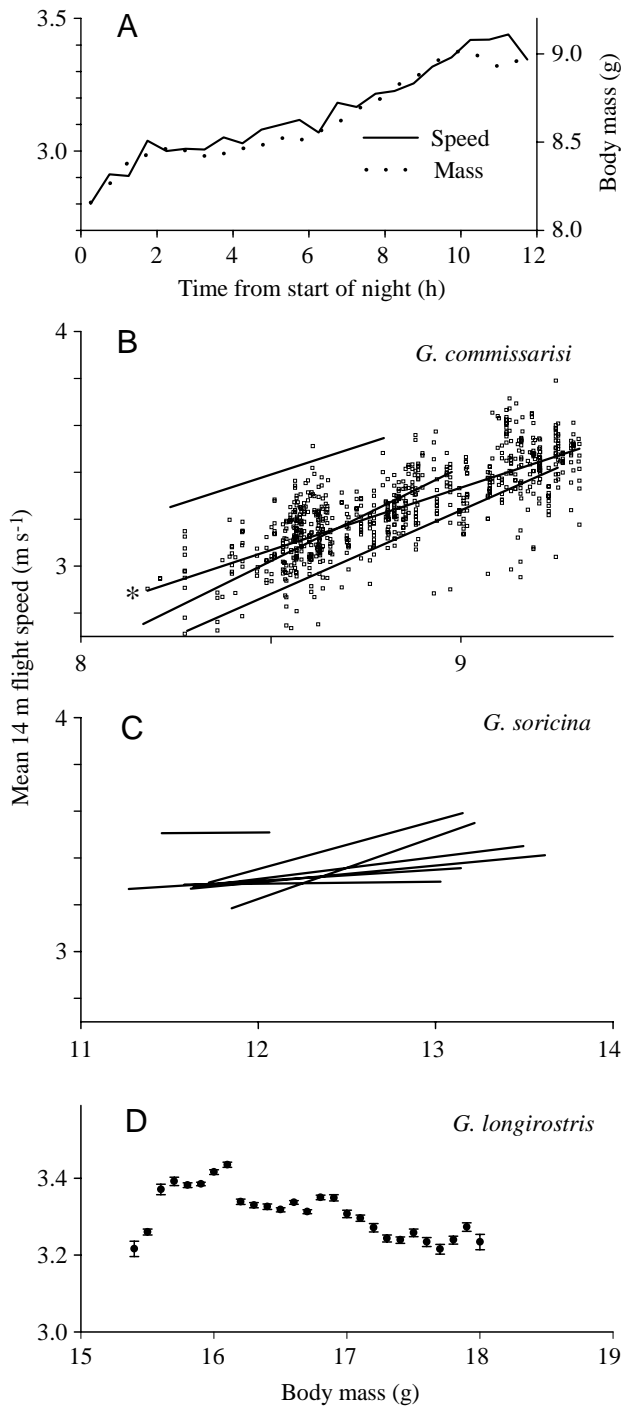 A
3.5
3.0
9.0
8.5
8.0
Body mass (g)
Speed
Mass
0 2 4 6 8 10 12
Time from start of night (h)
B
G. commissarisi
4
3
*
8 9
Mean 14 m flight speed (m s-1)
C
G. soricina
4
3
11 12 13 14
D
G. longirostris
3.4
3.2
3.0
15 16 17 18 19
Body mass (g)